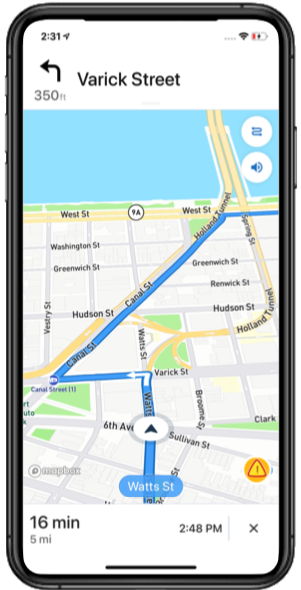 2:31
Varick Street
350ft
West St
9A
West St
Holland Tunnel
Spring St
Washington St
Greenwich St
Greenwich St
Renwick St
Canal St
Vestry St
Hudson St
Hudson St
Holland Tunnel
Watts St
Canal St
Varick St
Canal Street [1]
Watts
Broome
6th Ave
Sullivan St
Clark
mapbox
Watts St
16 min
5 mi
2:48 PM